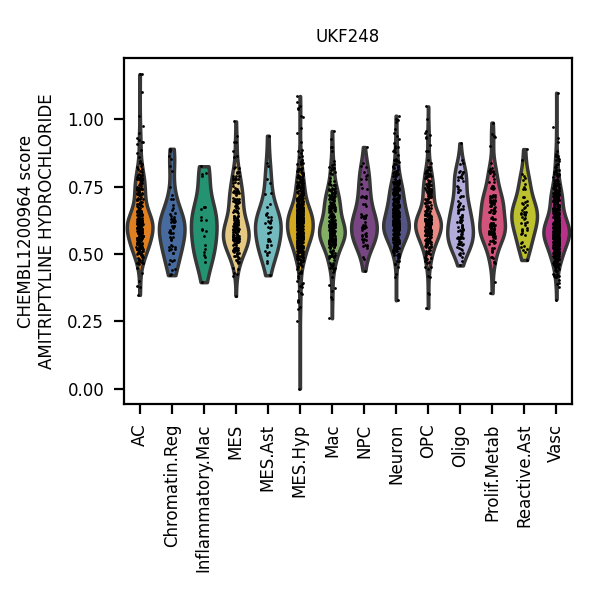 UKF248
CHEMBL1200964 score
AMITRIPTYLINE HYDROCHLORIDE
1.00
0.75
0.50
0.25
0.00
AC
Chromatin.Reg
Inflammatory.Mac
MES
MES.Ast
MES.Hyp
Mac
NPC
Neuron
OPC
Oligo
Prolif.Metab
Reactive.Ast
Vasc